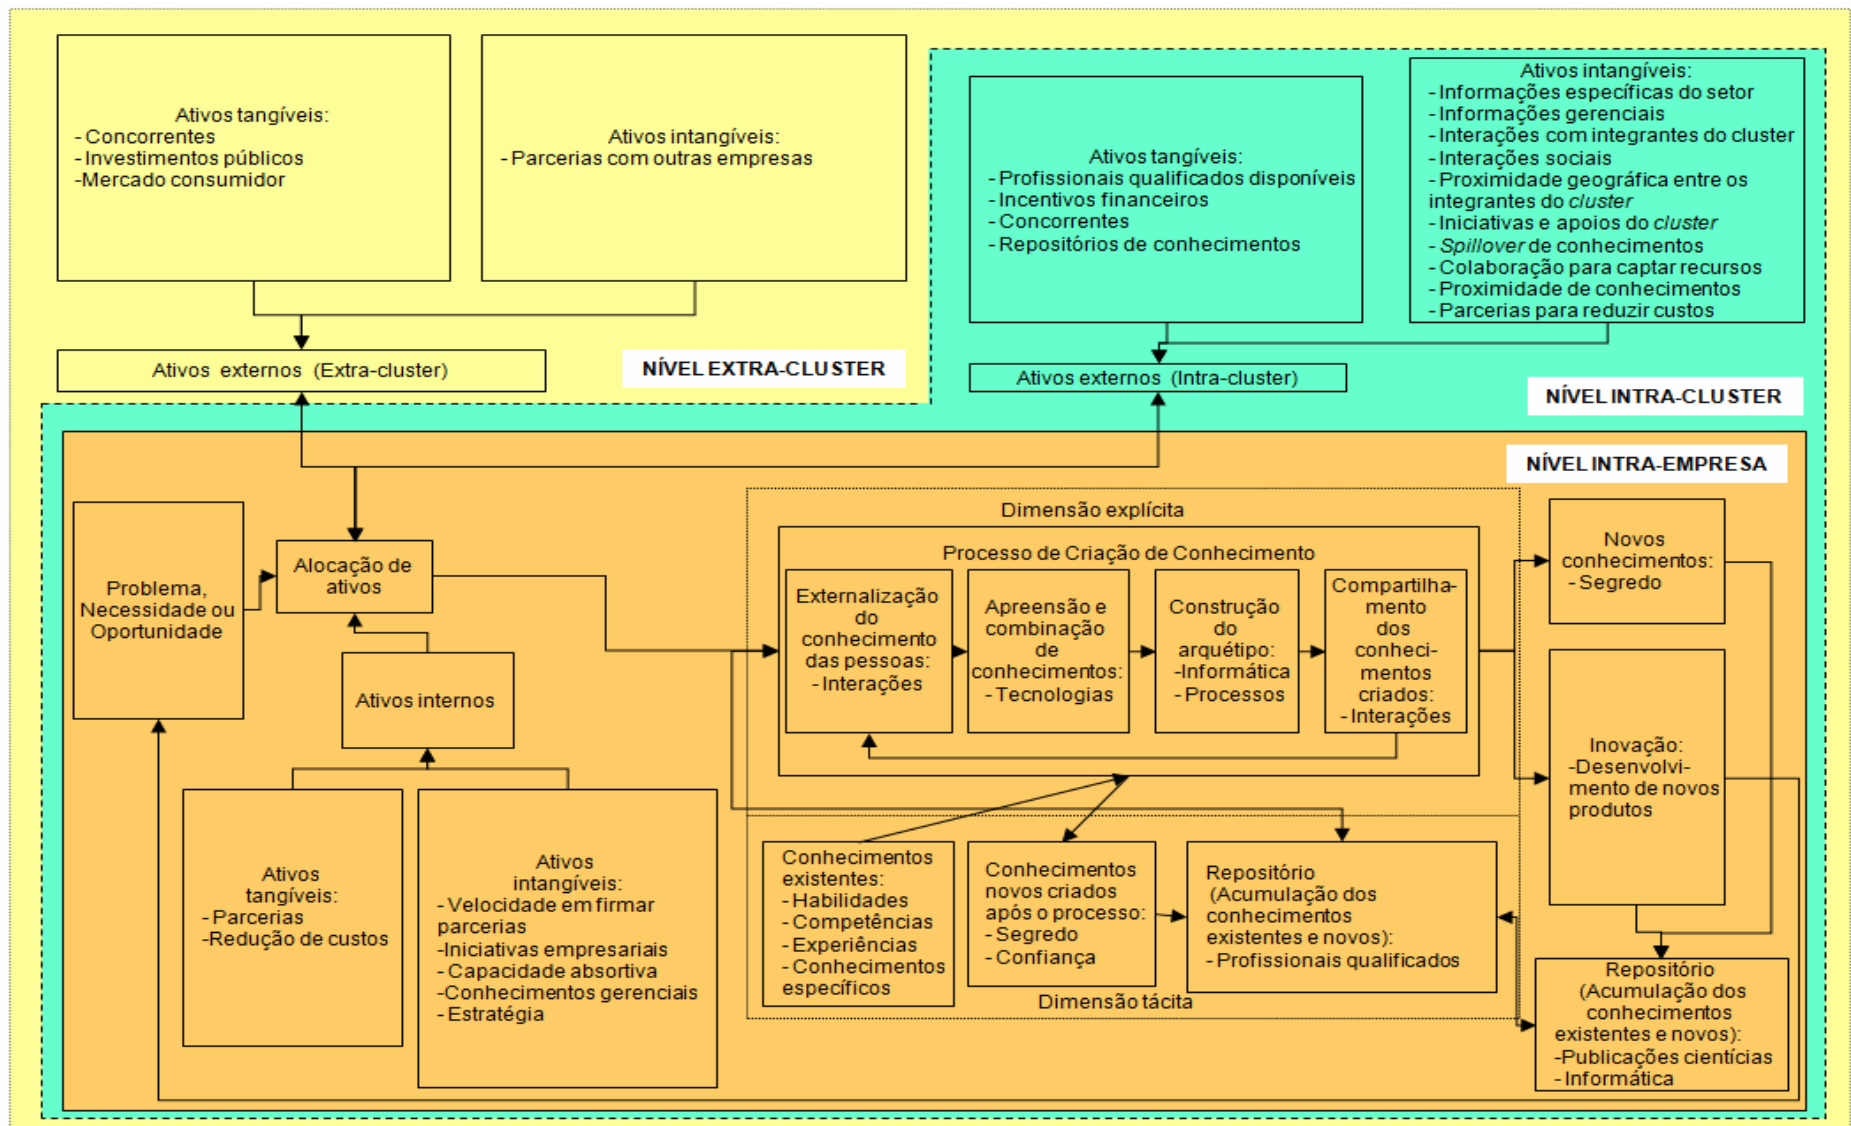 Ativos tangíveis:
- Concorrentes
- Investimentos públicos
-Mercado consumidor
Ativos intangíveis:
- Parcerias com outras empresas
Ativos externos (Extra-cluster)
NÍVEL EXTRA-CLUSTER
Ativos tangíveis:
- Profissionais qualificados disponíveis
- Incentivos financeiros
- Concorrentes
- Repositórios de conhecimentos
Ativos intangíveis:
- Informações específicas do setor
- Informações gerenciais
- Interações com integrantes do cluster
- Interações sociais
- Proximidade geográfica entre os
integrantes do cluster
- Iniciativas e apoios do cluster
- Spillover de conhecimentos
- Colaboração para captar recursos
- Proximidade de conhecimentos
- Parcerias para reduzir custos
Ativos externos (Intra-cluster)
NÍVEL INTRA-CLUSTER
NÍVEL INTRA-EMPRESA
Problema,
Necessidade ou
Oportunidade
Alocação de
ativos
Ativos internos
Ativos
tangíveis:
- Parcerias
-Redução de custos
Ativos
intangíveis:
- Velocidade em firmar
parcerias
-Iniciativas empresariais
- Capacidade absortiva
-Conhecimentos gerenciais
- Estratégia
Dimensão explícita
Processo de Criação de Conhecimento
Externalização
do
conhecimento
das pessoas:
- Interações
Apreensão e
combinação
de
conhecimentos:
- Tecnologias
Construção
do
arquétipo:
-Informática
- Processos
Compartilha-
mento
dos
conheci-
mentos
criados:
- Interações
Conhecimentos
existentes:
- Habilidades
- Competências
- Experiências
- Conhecimentos
específicos
Conhecimentos
novos criados
após o processo:
- Segredo
- Confiança
Repositório
(Acumulação dos
conhecimentos
existentes e novos):
- Profissionais qualificados
Dimensão tácita
Novos
conhecimentos:
- Segredo
Inovação:
-Desenvolvi-
mento de novos
produtos
Repositório
(Acumulação dos
conhecimentos
existentes e novos):
-Publicações cientícias
- Informática